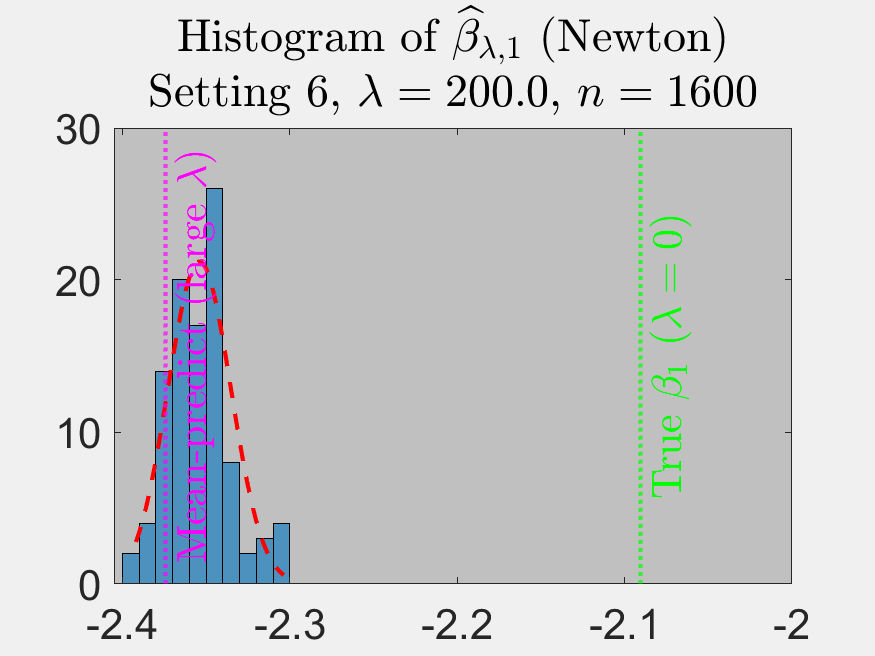 Histogram of β̂λ,1 (Newton)
Setting 6, λ = 200.0, n = 1600
30
20
10
0
Mean-predict (large λ)
True β1 (λ = 0)
-2.4 -2.3 -2.2 -2.1 -2